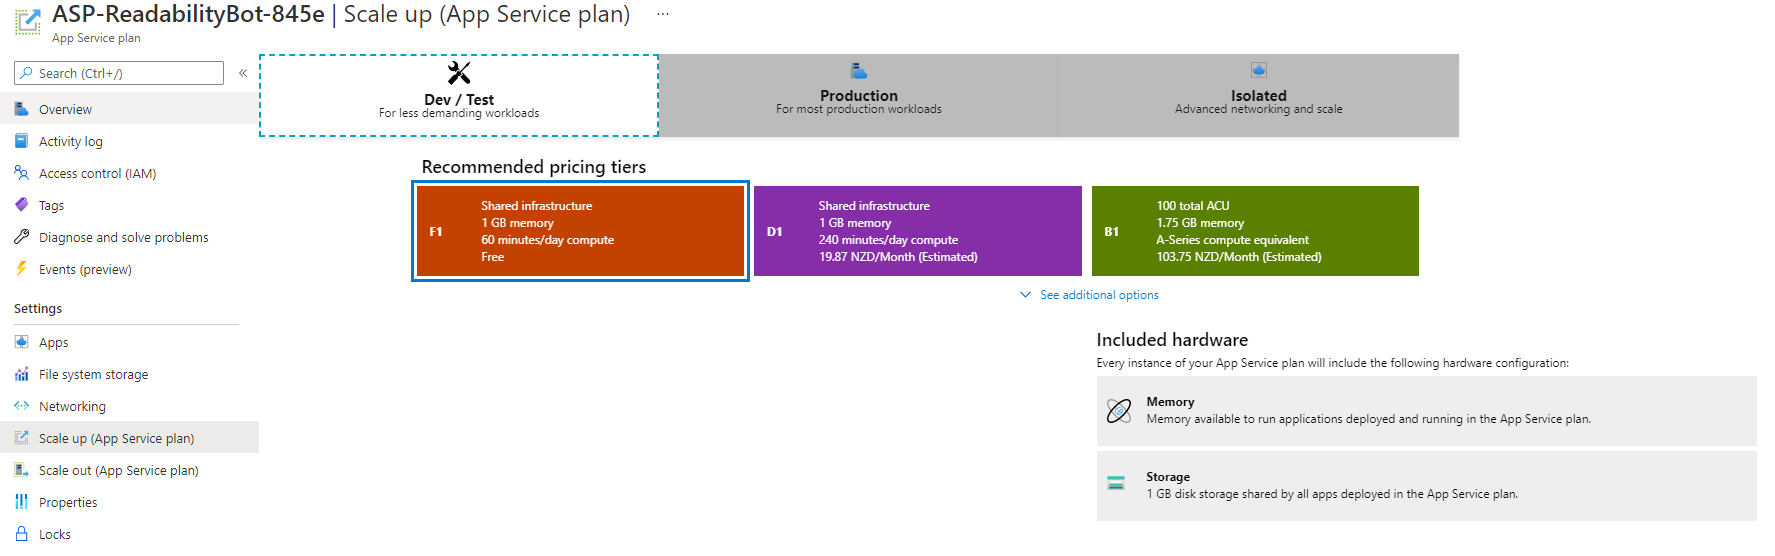 ASP-ReadabilityBot-845e | Scale up (App Service plan) ...
App Service plan
Search (Ctrl+/)
«
Overview
Activity log
Access control (IAM)
Tags
Diagnose and solve problems
Events (preview)
Settings
Apps
File system storage
Networking
Scale up (App Service plan)
Scale out (App Service plan)
Properties
Locks
Dev / Test
For less demanding workloads
Production
For most production workloads
Isolated
Advanced networking and scale
Recommended pricing tiers
F1
Shared infrastructure
1 GB memory
60 minutes/day compute
Free
D1
Shared infrastructure
1 GB memory
240 minutes/day compute
19.87 NZD/Month (Estimated)
B1
100 total ACU
1.75 GB memory
A-Series compute equivalent
103.75 NZD/Month (Estimated)
See additional options
Included hardware
Every instance of your App Service plan will include the following hardware configuration:
Memory
Memory available to run applications deployed and running in the App Service plan.
Storage
1 GB disk storage shared by all apps deployed in the App Service plan.